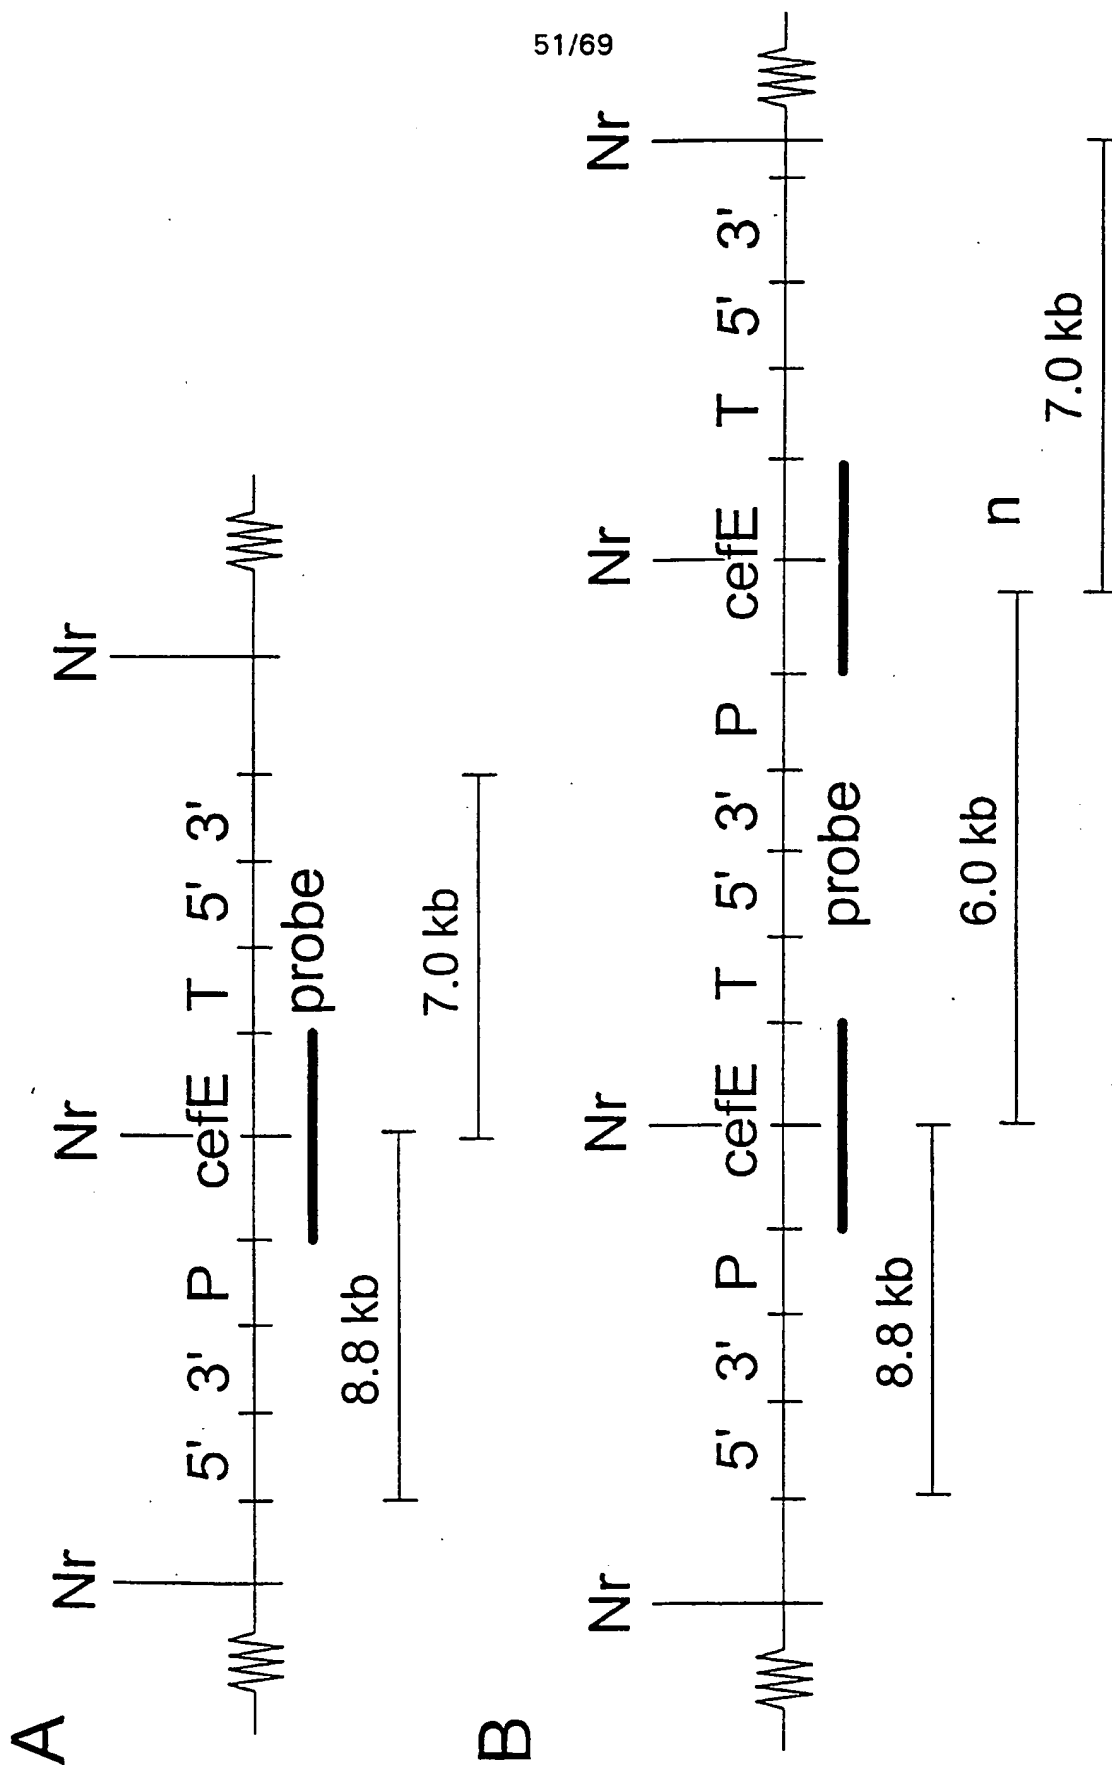 51/69
A
Nr Nr Nr
5' 3' P cefE T 5' 3'
probe
8.8 kb
7.0 kb
B
Nr Nr Nr Nr
5' 3' P cefE T 5' 3' P cefE T 5' 3'
probe
8.8 kb
6.0 kb n
7.0 kb